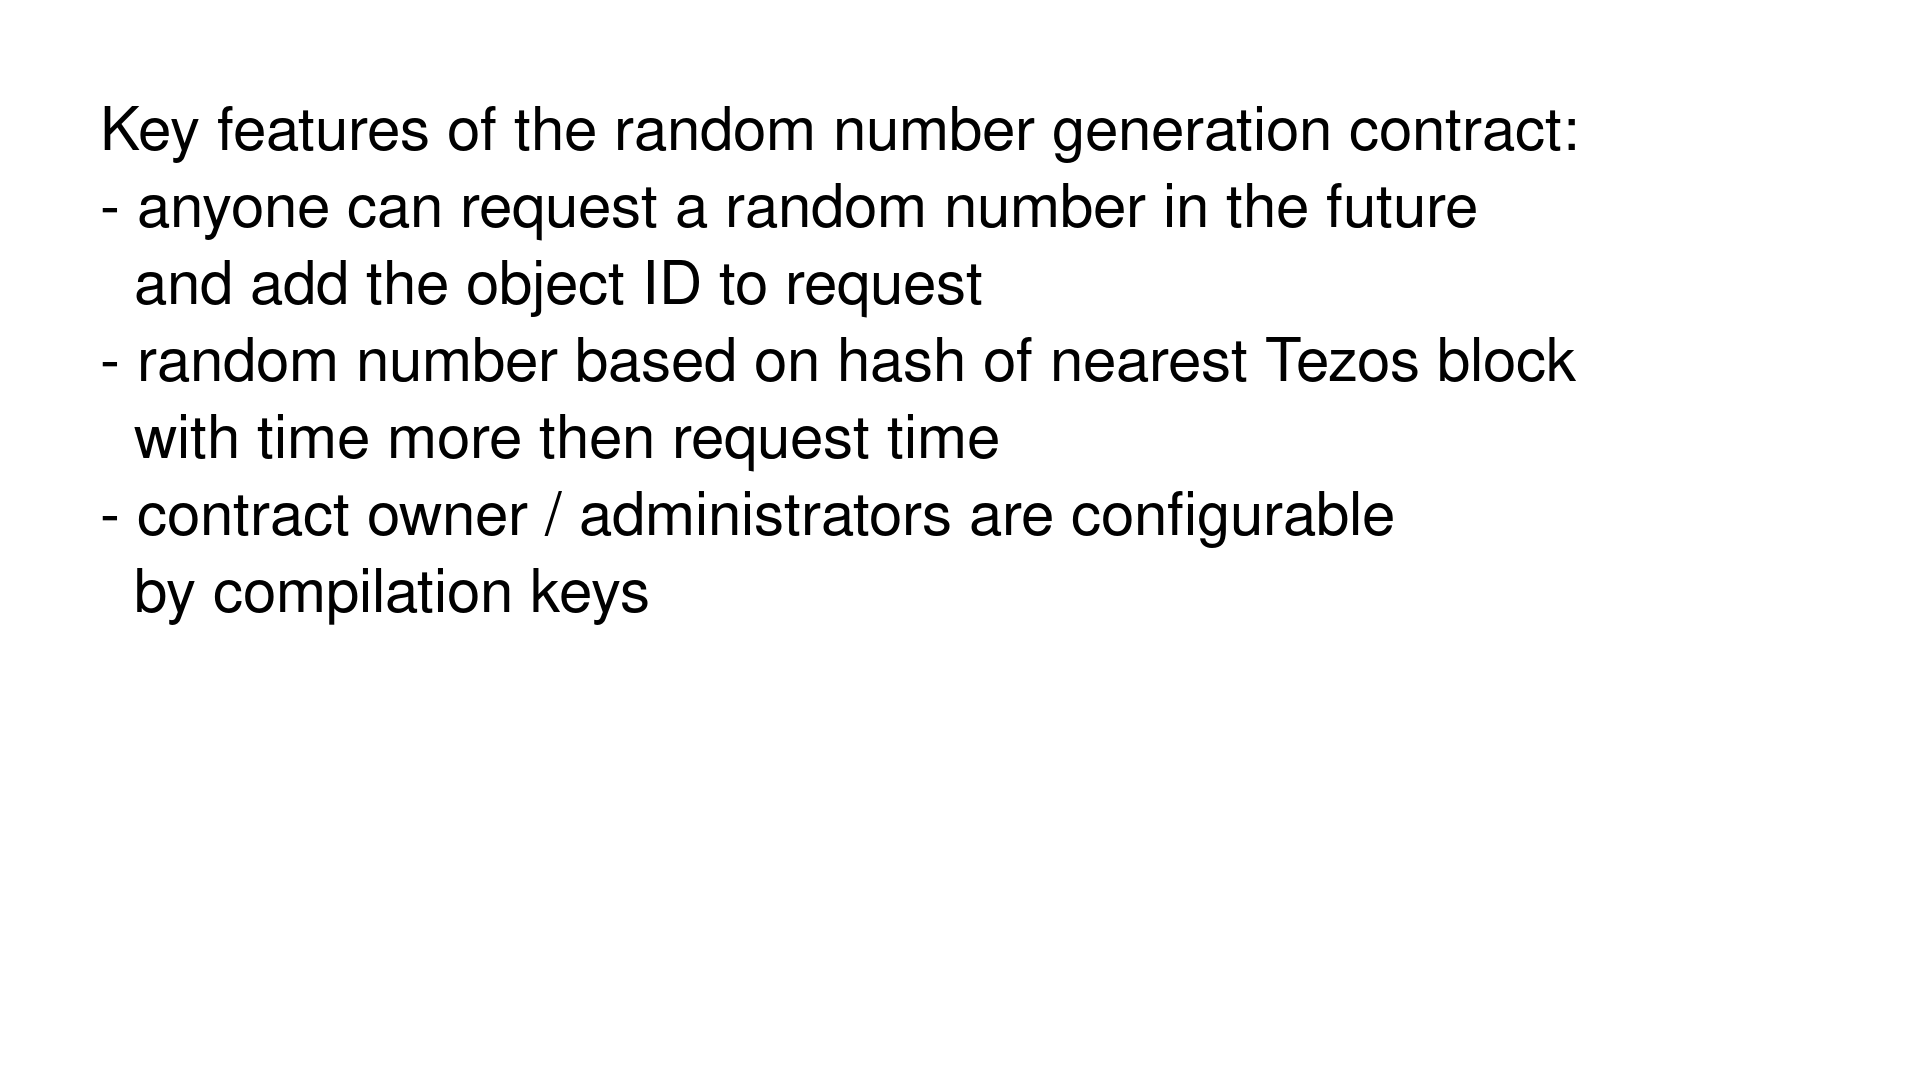 Key features of the random number generation contract:
- anyone can request a random number in the future
and add the object ID to request
- random number based on hash of nearest Tezos block
with time more then request time
- contract owner / administrators are configurable
by compilation keys